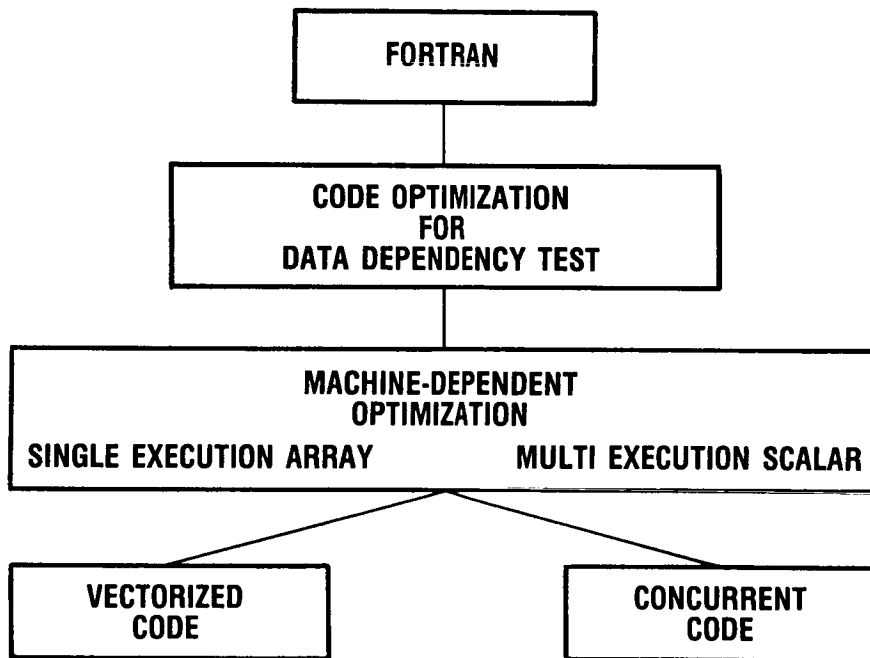 FORTRAN
CODE OPTIMIZATION
FOR
DATA DEPENDENCY TEST
MACHINE-DEPENDENT
OPTIMIZATION
SINGLE EXECUTION ARRAY
MULTI EXECUTION SCALAR
VECTORIZED
CODE
CONCURRENT
CODE